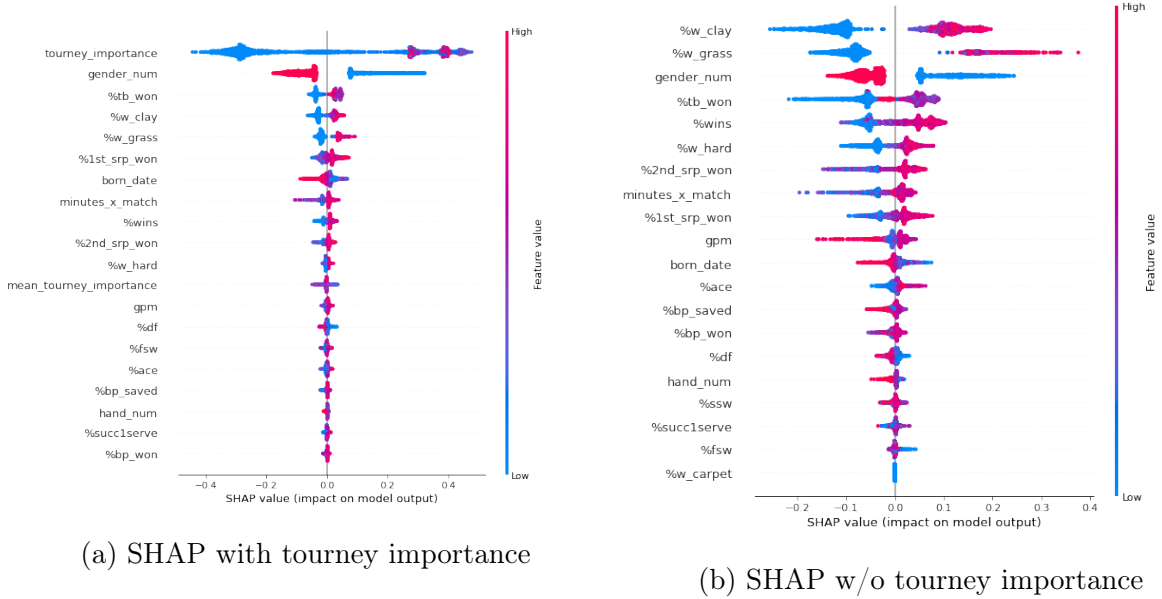 High
tourney_importance
gender_num
%tb_won
%w_clay
%w_grass
%1st_srp_won
born_date
minutes_x_match
%wins
%2nd_srp_won
%w_hard
mean_tourney_importance
gpm
%df
%fsw
%ace
%bp_saved
hand_num
%succ1serve
%bp_won
Feature value
Low
−0.4 −0.2 0.0 0.2 0.4
SHAP value (impact on model output)
(a) SHAP with tourney importance
High
%w_clay
%w_grass
gender_num
%tb_won
%wins
%w_hard
%2nd_srp_won
minutes_x_match
%1st_srp_won
gpm
born_date
%ace
%bp_saved
%bp_won
%df
hand_num
%ssw
%succ1serve
%fsw
%w_carpet
Feature value
Low
−0.2 −0.1 0.0 0.1 0.2 0.3 0.4
SHAP value (impact on model output)
(b) SHAP w/o tourney importance